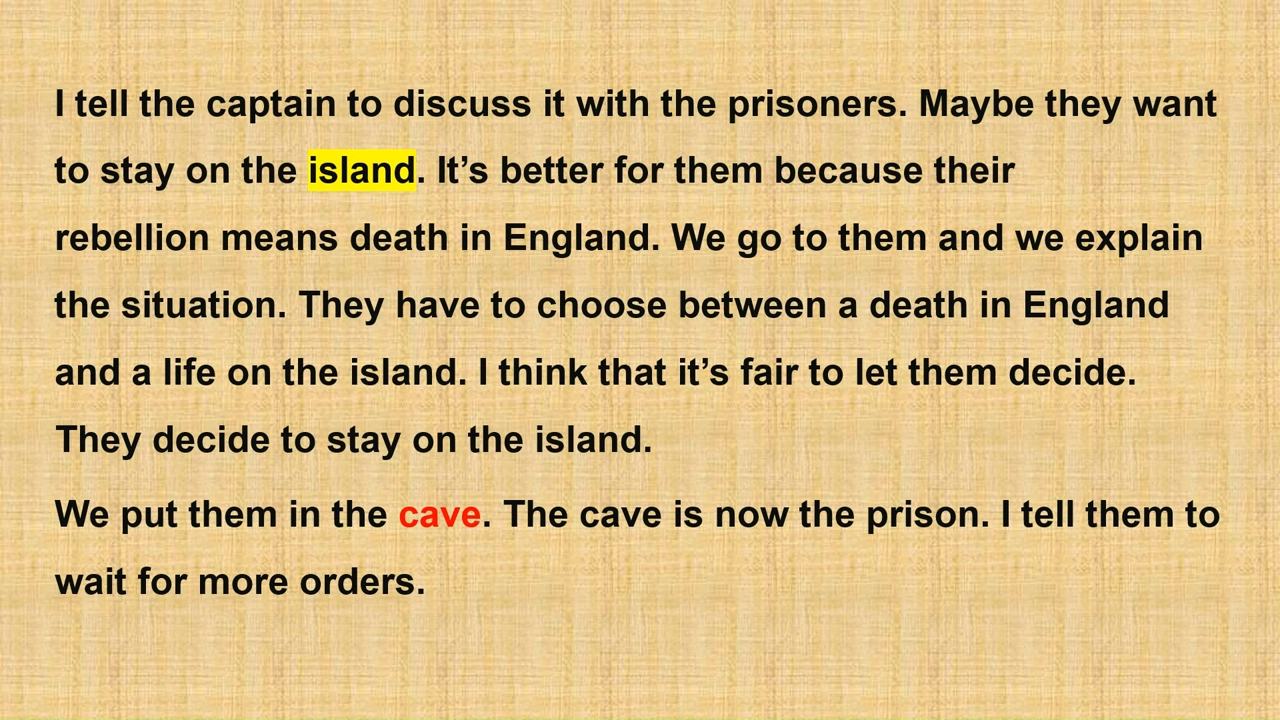 I tell the captain to discuss it with the prisoners. Maybe they want
to stay on the island. It’s better for them because their
rebellion means death in England. We go to them and we explain
the situation. They have to choose between a death in England
and a life on the island. I think that it’s fair to let them decide.
They decide to stay on the island.
We put them in the cave. The cave is now the prison. I tell them to
wait for more orders.